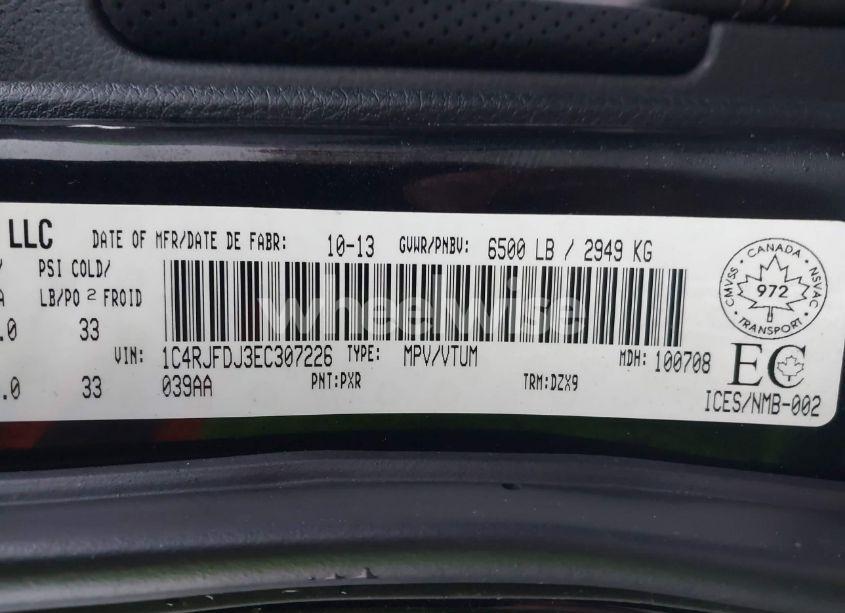 LLC DATE OF MFR/DATE DE FABR: 10-13 GVWR/PNBV: 6500 LB / 2949 KG
PSI COLD/
LB/PO 2 FROID
.0 33
VIN: 1C4RJFDJ3EC307226 TYPE: MPV/VTUM MDH: 100708
.0 33 039AA PNT:PXR TRM:DZX9
CANADA
CMVSS
NSVAC
972
TRANSPORT
EC
ICES/NMB-002
wheelwise